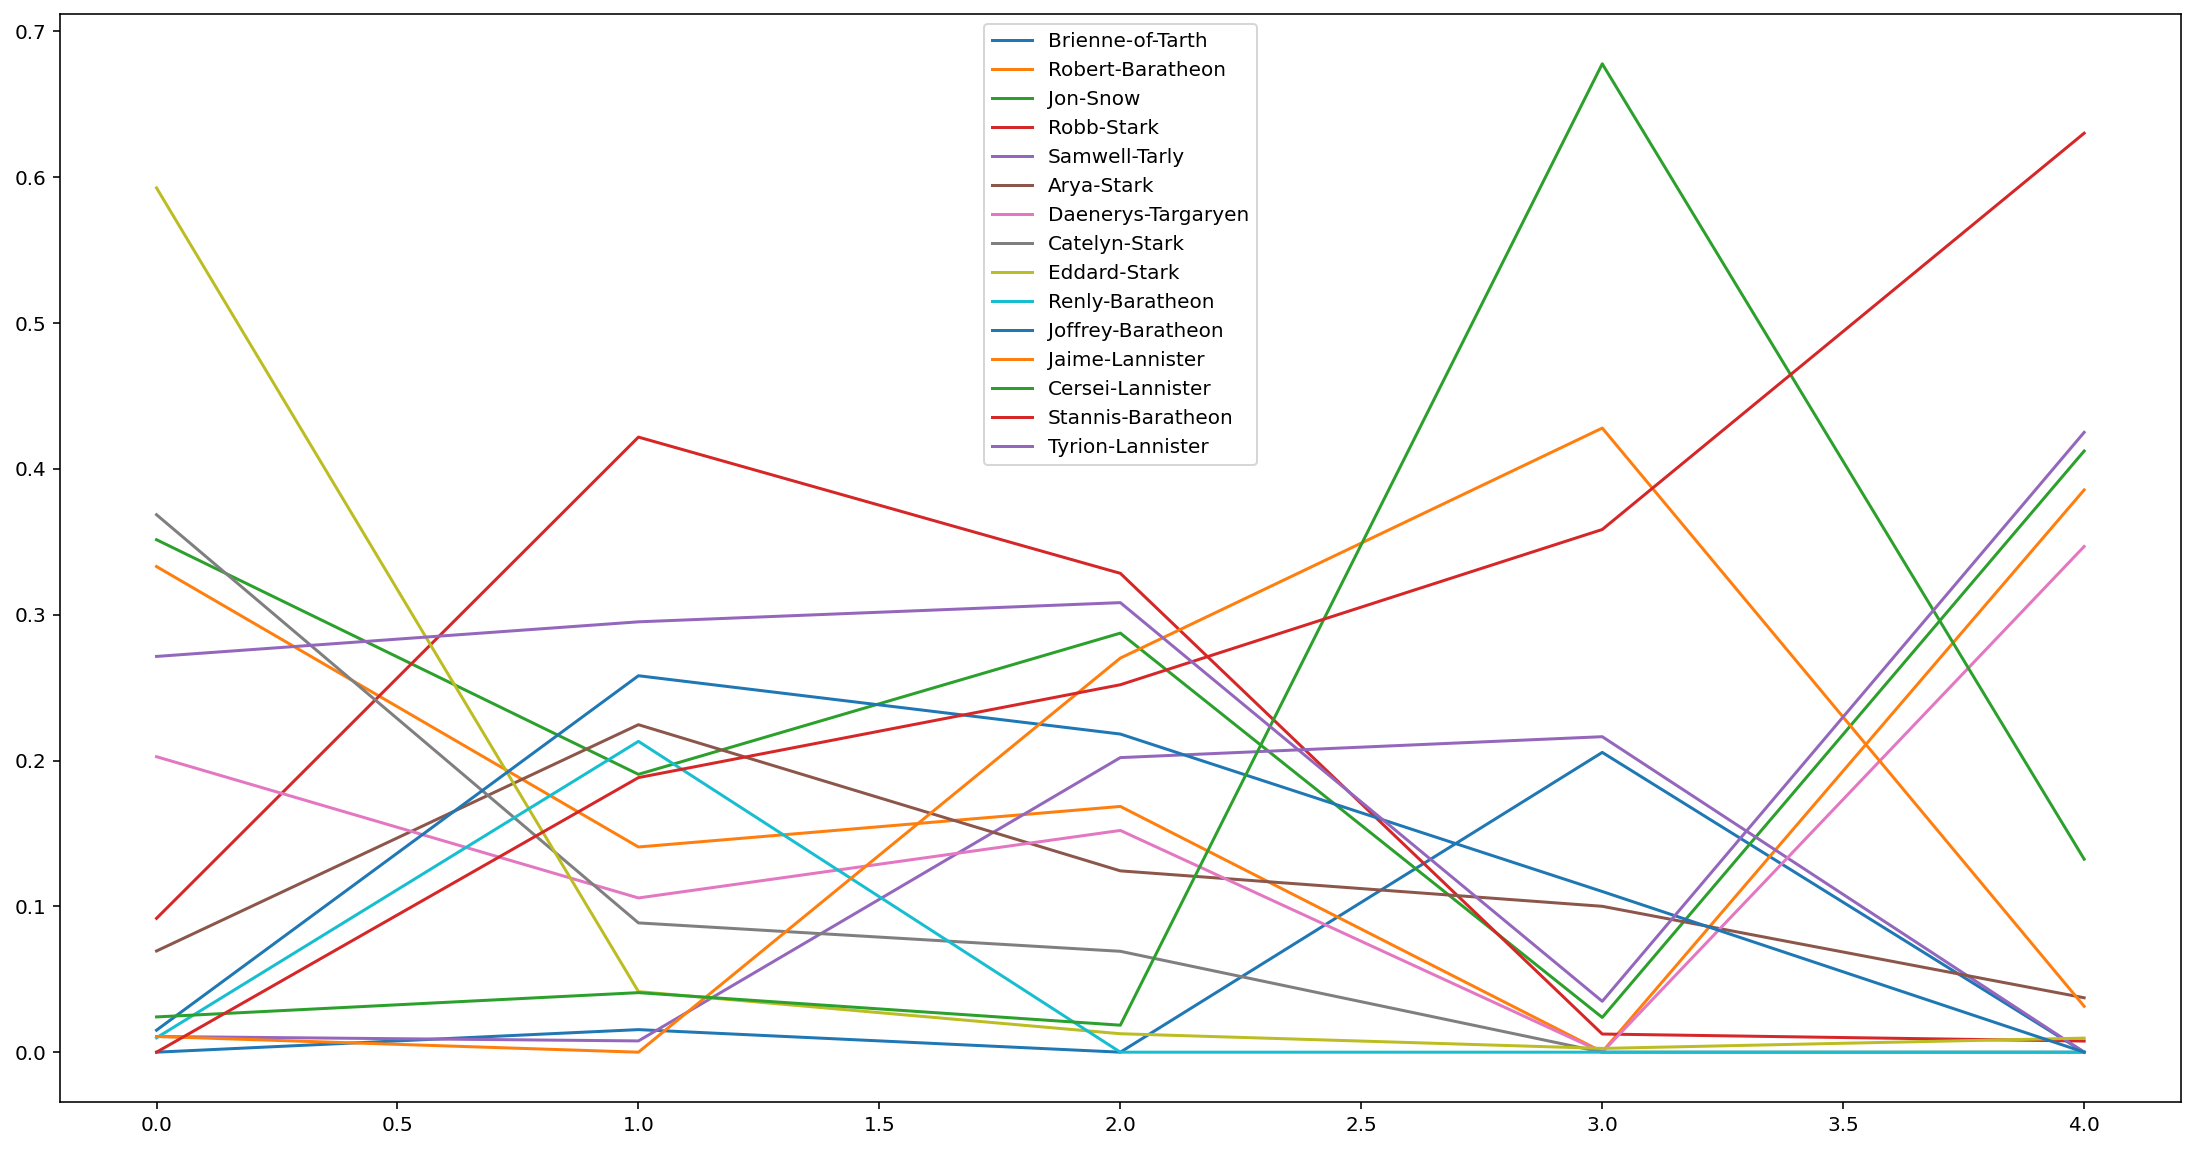 0.7
0.6
0.5
0.4
0.3
0.2
0.1
0.0
Brienne-of-Tarth
Robert-Baratheon
Jon-Snow
Robb-Stark
Samwell-Tarly
Arya-Stark
Daenerys-Targaryen
Catelyn-Stark
Eddard-Stark
Renly-Baratheon
Joffrey-Baratheon
Jaime-Lannister
Cersei-Lannister
Stannis-Baratheon
Tyrion-Lannister
0.0 0.5 1.0 1.5 2.0 2.5 3.0 3.5 4.0